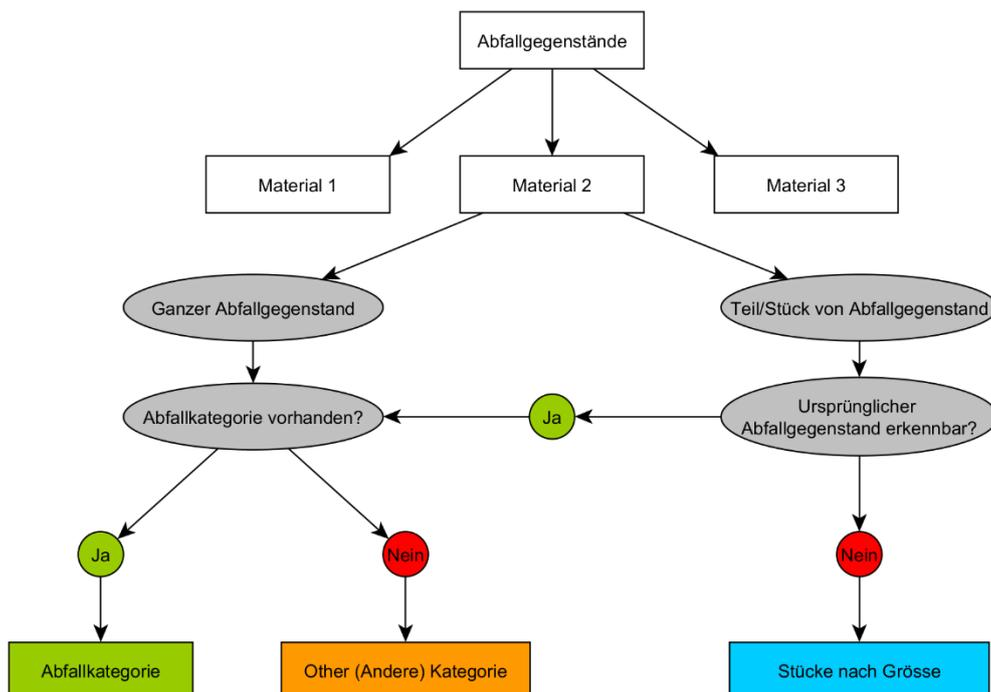 Abfallgegenstände
Material 1
Material 2
Material 3
Ganzer Abfallgegenstand
Teil/Stück von Abfallgegenstand
Abfallkategorie vorhanden?
Ja
Ursprünglicher
Abfallgegenstand erkennbar?
Ja
Nein
Nein
Abfallkategorie
Other (Andere) Kategorie
Stücke nach Grösse